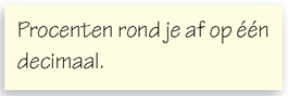 Procenten rond je af op één
decimaal.